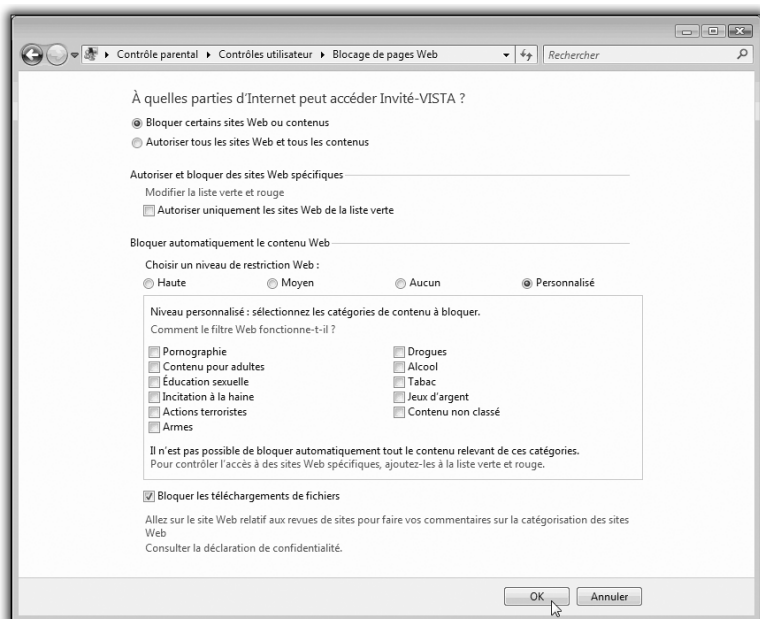 Contrôle parental Contrôles utilisateur Blocage de pages Web Rechercher
À quelles parties d'Internet peut accéder Invité-VISTA ?
Bloquer certains sites Web ou contenus
Autoriser tous les sites Web et tous les contenus
Autoriser et bloquer des sites Web spécifiques
Modifier la liste verte et rouge
Autoriser uniquement les sites Web de la liste verte
Bloquer automatiquement le contenu Web
Choisir un niveau de restriction Web :
Haute Moyen Aucun Personnalisé
Niveau personnalisé : sélectionnez les catégories de contenu à bloquer.
Comment le filtre Web fonctionne-t-il ?
Pornographie Drogues
Contenu pour adultes Alcool
Éducation sexuelle Tabac
Incitation à la haine Jeux d'argent
Actions terroristes Contenu non classé
Armes
Il n'est pas possible de bloquer automatiquement tout le contenu relevant de ces catégories.
Pour contrôler l'accès à des sites Web spécifiques, ajoutez-les à la liste verte et rouge.
Bloquer les téléchargements de fichiers
Allez sur le site Web relatif aux revues de sites pour faire vos commentaires sur la catégorisation des sites
Web
Consulter la déclaration de confidentialité.
OK Annuler